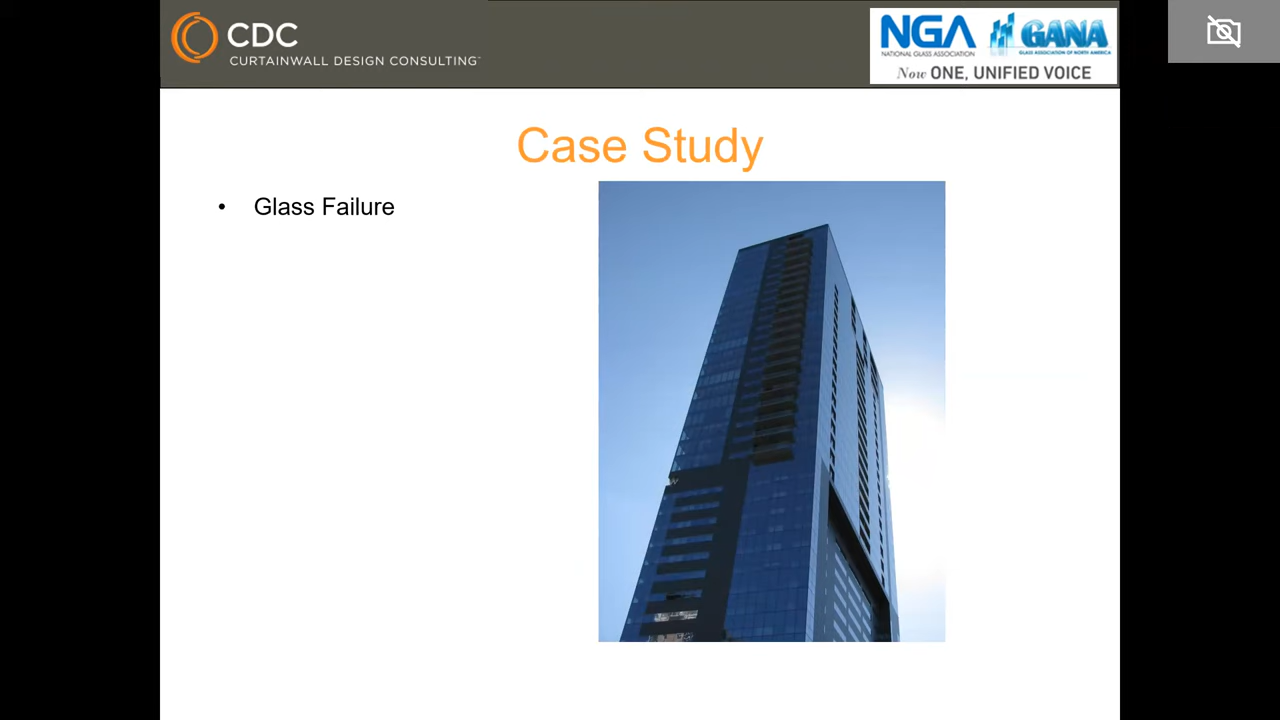 CDC
CURTAINWALL DESIGN CONSULTING
NGA
NATIONAL GLASS ASSOCIATION
GANA
GLASS ASSOCIATION OF NORTH AMERICA
Now ONE, UNIFIED VOICE
Case Study
• Glass Failure
W